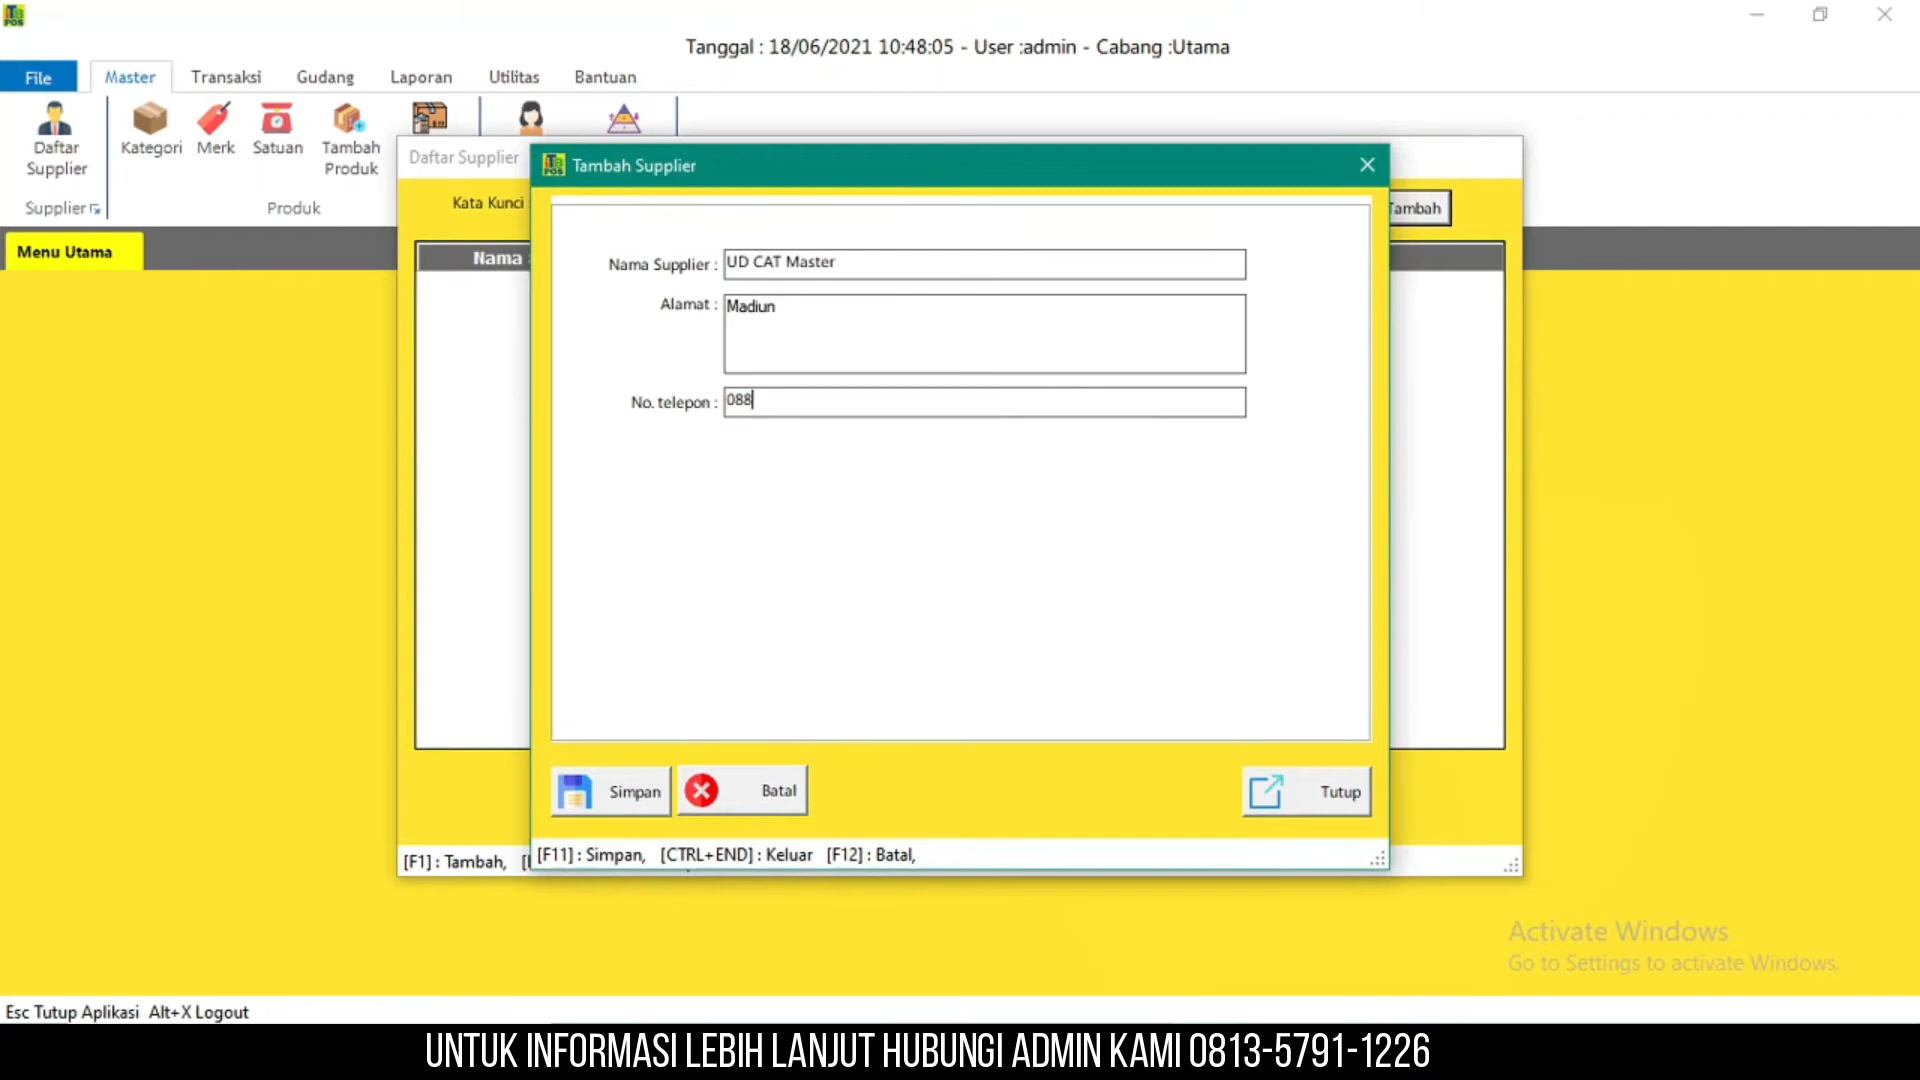 Tanggal : 18/06/2021 10:48:05 - User :admin - Cabang :Utama
File Master Transaksi Gudang Laporan Utilitas Bantuan
Daftar Supplier
Kategori
Merk
Satuan
Tambah Produk
Supplier
Produk
Menu Utama
Daftar Supplier
Kata Kunci
Tambah
Nama
Tambah Supplier
Nama Supplier : UD CAT Master
Alamat : Madiun
No. telepon : 088
Simpan
Batal
Tutup
[F11] : Simpan, [CTRL+END] : Keluar [F12] : Batal,
[F1] : Tambah,
Activate Windows
Go to Settings to activate Windows.
Esc Tutup Aplikasi Alt+X Logout
UNTUK INFORMASI LEBIH LANJUT HUBUNGI ADMIN KAMI 0813-5791-1226